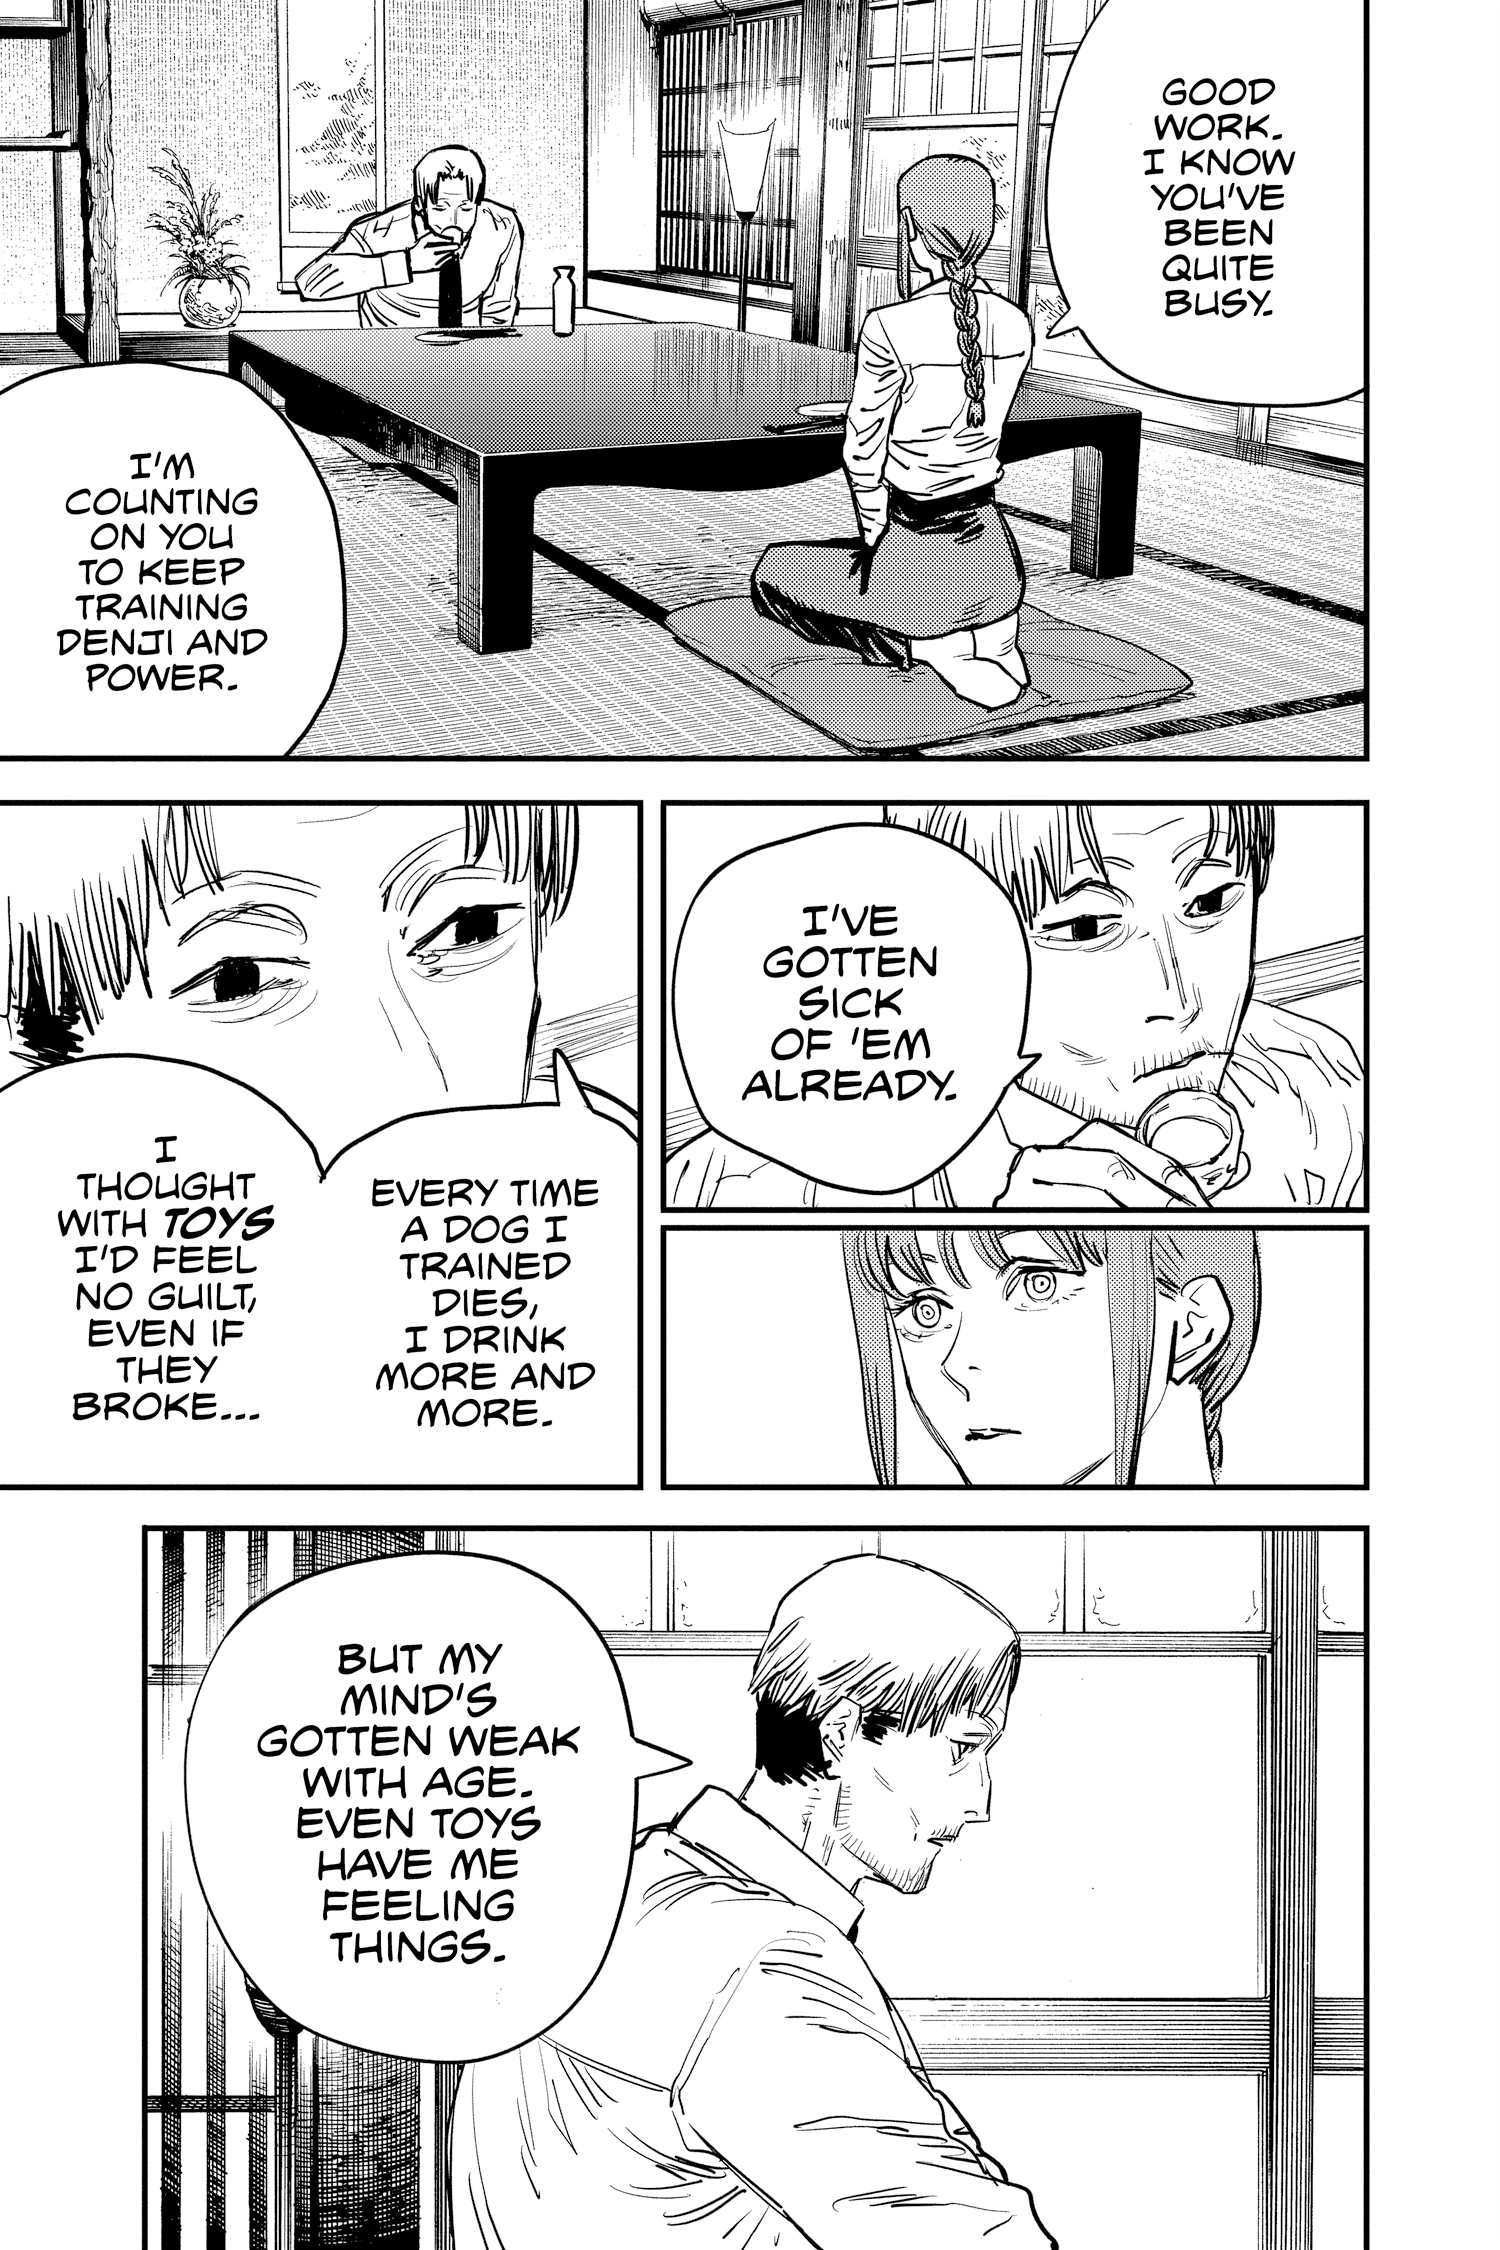 GOOD
WORK.
I KNOW
YOU'VE
BEEN
QUITE
BUSY.
I'M
COUNTING
ON YOU
TO KEEP
TRAINING
DENJI AND
POWER.
I'VE
GOTTEN
SICK
OF 'EM
ALREADY.
EVERY TIME
A DOG I
TRAINED
DIES,
I DRINK
MORE AND
MORE.
I
THOUGHT
WITH TOYS
I'D FEEL
NO GUILT,
EVEN IF
THEY
BROKE...
BUT MY
MIND'S
GOTTEN WEAK
WITH AGE.
EVEN TOYS
HAVE ME
FEELING
THINGS.